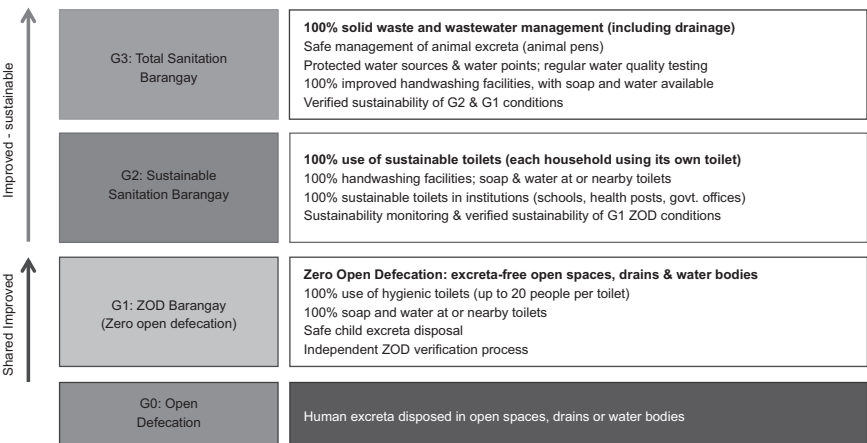 Improved - sustainable
G3: Total Sanitation
Barangay
100% solid waste and wastewater management (including drainage)
Safe management of animal excreta (animal pens)
Protected water sources & water points; regular water quality testing
100% improved handwashing facilities, with soap and water available
Verified sustainability of G2 & G1 conditions
G2: Sustainable
Sanitation Barangay
100% use of sustainable toilets (each household using its own toilet)
100% handwashing facilities; soap & water at or nearby toilets
100% sustainable toilets in institutions (schools, health posts, govt. offices)
Sustainability monitoring & verified sustainability of G1 ZOD conditions
Shared Improved
G1: ZOD Barangay
(Zero open defecation)
Zero Open Defecation: excreta-free open spaces, drains & water bodies
100% use of hygienic toilets (up to 20 people per toilet)
100% soap and water at or nearby toilets
Safe child excreta disposal
Independent ZOD verification process
G0: Open
Defecation
Human excreta disposed in open spaces, drains or water bodies